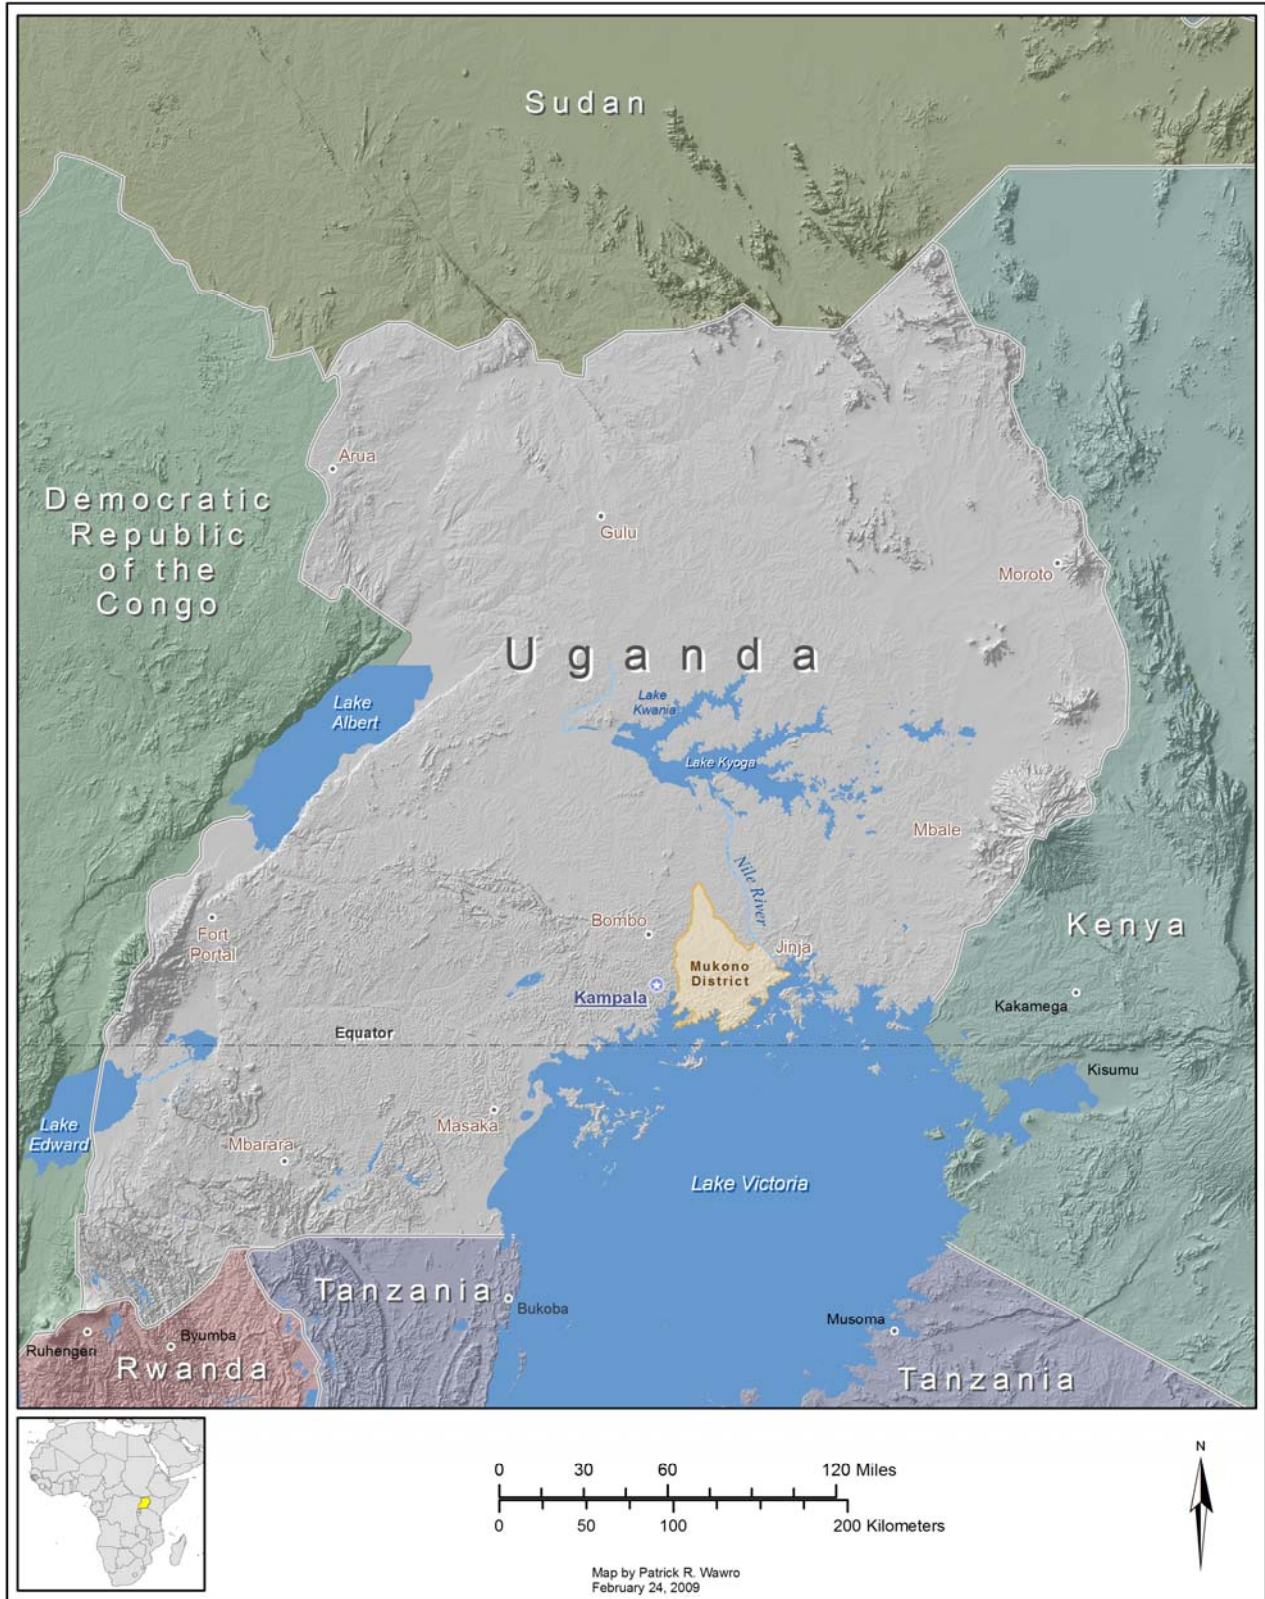 Sudan
Arua
Democratic
Republic
of the
Congo
Gulu
Moroto
Uganda
Lake
Kwania
Lake
Albert
Lake Kyoga
Mbale
Nile River
Bombo
Fort
Portal
Jinja
Kenya
Mukono
District
Kampala
Kakamega
Equator
Kisumu
Masaka
Lake
Edward
Mbarara
Lake Victoria
Tanzania
Bukoba
Musoma
Byumba
Ruhengeri
Rwanda
Tanzania
N
0 30 60 120 Miles
0 50 100 200 Kilometers
Map by Patrick R. Wawro
February 24, 2009